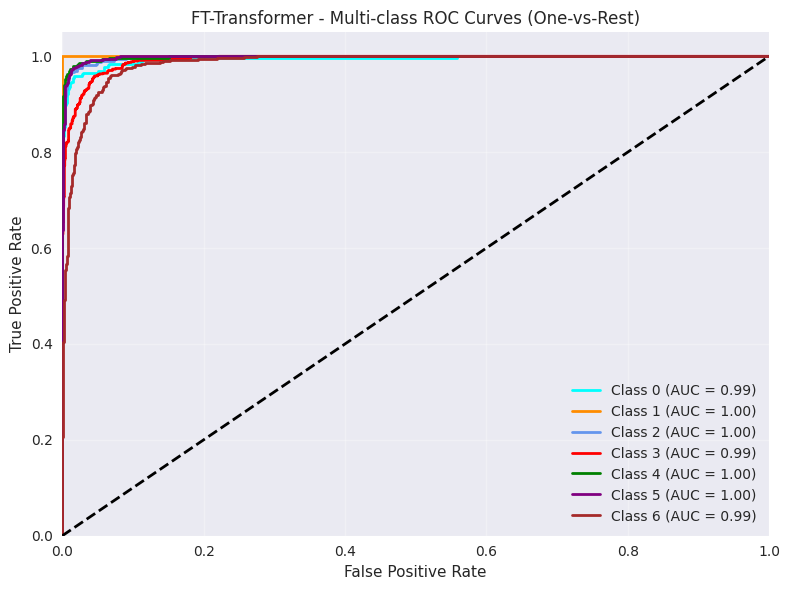 FT-Transformer - Multi-class ROC Curves (One-vs-Rest)
True Positive Rate
1.0
0.8
0.6
0.4
0.2
0.0
Class 0 (AUC = 0.99)
Class 1 (AUC = 1.00)
Class 2 (AUC = 1.00)
Class 3 (AUC = 0.99)
Class 4 (AUC = 1.00)
Class 5 (AUC = 1.00)
Class 6 (AUC = 0.99)
0.0 0.2 0.4 0.6 0.8 1.0
False Positive Rate